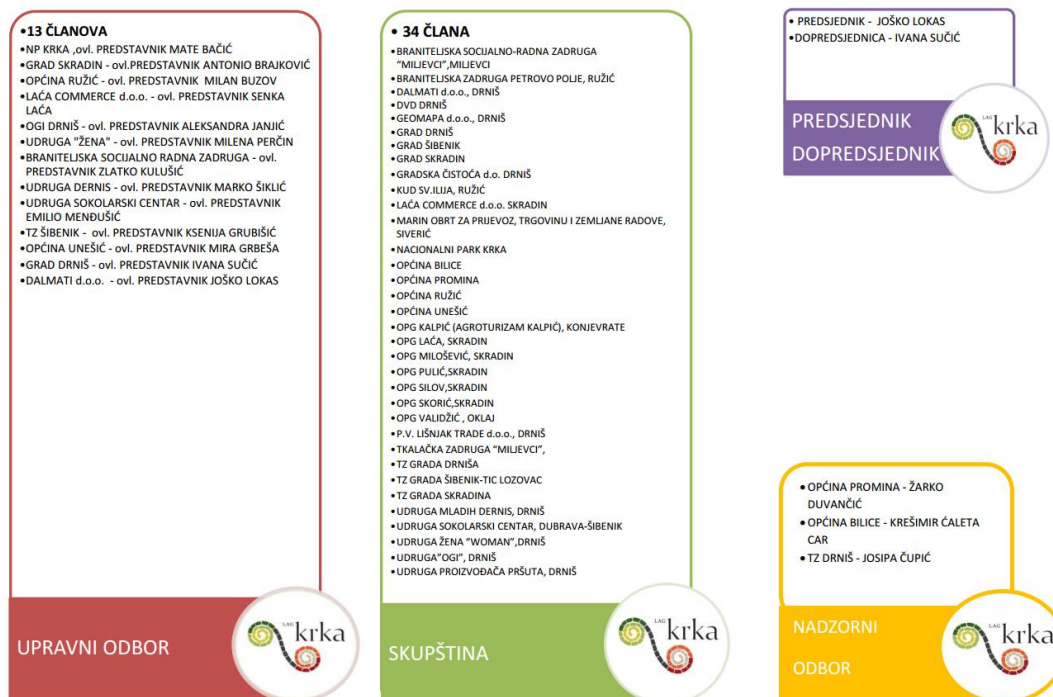 •13 ČLANOVA
•NP KRKA ,ovl. PREDSTAVNIK MATE BAČIĆ
•GRAD SKRADIN - ovl.PREDSTAVNIK ANTONIO BRAJKOVIĆ
•OPĆINA RUŽIĆ - ovl. PREDSTAVNIK MILAN BUZOV
•LAĆA COMMERCE d.o.o. - ovl. PREDSTAVNIK SENKA
LAĆA
•OGI DRNIŠ - ovl. PREDSTAVNIK ALEKSANDRA JANJIĆ
•UDRUGA "ŽENA" - ovl. PREDSTAVNIK MILENA PERČIN
•BRANITELJSKA SOCIJALNO RADNA ZADRUGA - ovl.
PREDSTAVNIK ZLATKO KULUŠIĆ
•UDRUGA DERNIS - ovl. PREDSTAVNIK MARKO ŠIKLIĆ
•UDRUGA SOKOLARSKI CENTAR - ovl. PREDSTAVNIK
EMILIO MENĐUŠIĆ
•TZ ŠIBENIK - ovl. PREDSTAVNIK KSENIJA GRUBIŠIĆ
•OPĆINA UNEŠIĆ - ovl. PREDSTAVNIK MIRA GRBEŠA
•GRAD DRNIŠ - ovl. PREDSTAVNIK IVANA SUČIĆ
•DALMATI d.o.o. - ovl. PREDSTAVNIK JOŠKO LOKAS
UPRAVNI ODBOR
LAG
krka
• 34 ČLANA
•BRANITELJSKA SOCIJALNO-RADNA ZADRUGA
"MILJEVCI",MILJEVCI
•BRANITELJSKA ZADRUGA PETROVO POLJE, RUŽIĆ
•DALMATI d.o.o., DRNIŠ
•DVD DRNIŠ
•GEOMAPA d.o.o., DRNIŠ
•GRAD DRNIŠ
•GRAD ŠIBENIK
•GRAD SKRADIN
•GRADSKA ČISTOĆA d.o. DRNIŠ
•KUD SV.ILIJA, RUŽIĆ
•LAĆA COMMERCE d.o.o. SKRADIN
•MARIN OBRT ZA PRIJEVOZ, TRGOVINU I ZEMLJANE RADOVE,
SIVERIĆ
•NACIONALNI PARK KRKA
•OPĆINA BILICE
•OPĆINA PROMINA
•OPĆINA RUŽIĆ
•OPĆINA UNEŠIĆ
•OPG KALPIĆ (AGROTURIZAM KALPIĆ), KONJEVRATE
•OPG LAĆA, SKRADIN
•OPG MILOŠEVIĆ, SKRADIN
•OPG PULIĆ,SKRADIN
•OPG SILOV,SKRADIN
•OPG SKORIĆ,SKRADIN
•OPG VALIDŽIĆ , OKLAJ
•P.V. LIŠNJAK TRADE d.o.o., DRNIŠ
•TKALAČKA ZADRUGA "MILJEVCI",
•TZ GRADA DRNIŠA
•TZ GRADA ŠIBENIK-TIC LOZOVAC
•TZ GRADA SKRADINA
•UDRUGA MLADIH DERNIS, DRNIŠ
•UDRUGA SOKOLARSKI CENTAR, DUBRAVA-ŠIBENIK
•UDRUGA ŽENA "WOMAN",DRNIŠ
•UDRUGA"OGI", DRNIŠ
•UDRUGA PROIZVOĐAČA PRŠUTA, DRNIŠ
SKUPŠTINA
LAG
krka
• PREDSJEDNIK - JOŠKO LOKAS
•DOPREDSJEDNICA - IVANA SUČIĆ
PREDSJEDNIK
DOPREDSJEDNIK
LAG
krka
• OPĆINA PROMINA - ŽARKO
DUVANČIĆ
• OPĆINA BILICE - KREŠIMIR ĆALETA
CAR
• TZ DRNIŠ - JOSIPA ČUPIĆ
NADZORNI
ODBOR
LAG
krka